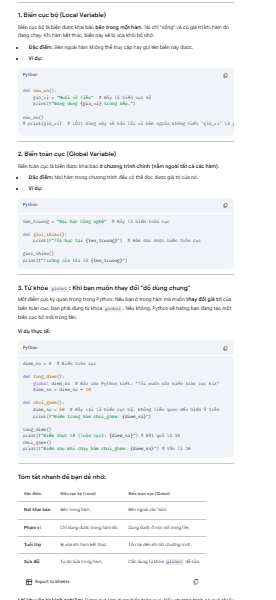 1. Biến cục bộ (Local Variable)
Biến cục bộ là biến được khai báo bên trong một hàm. Nó chỉ "sống" và có giá trị khi hàm đó
đang chạy. Khi hàm kết thúc, biến này sẽ bị xóa khỏi bộ nhớ.
• Đặc điểm: Bên ngoài hàm không thể truy cập hay gọi tên biến này được.
• Ví dụ:
Python
def nau_an():
gia_vi = "Muối và Tiêu" # Đây là biến cục bộ
print(f"Đang dùng {gia_vi} trong bếp.")
nau_an()
# print(gia_vi) # LỖI! Dòng này sẽ báo lỗi vì bên ngoài không biết 'gia_vi' là
2. Biến toàn cục (Global Variable)
Biến toàn cục là biến được khai báo ở chương trình chính (nằm ngoài tất cả các hàm).
• Đặc điểm: Mọi hàm trong chương trình đều có thể đọc được giá trị của nó.
• Ví dụ:
Python
ten_truong = "Đại học Công nghệ" # Đây là biến toàn cục
def gioi_thieu():
print(f"Tôi học tại {ten_truong}") # Hàm đọc được biến toàn cục
gioi_thieu()
print(f"Trường của tôi là {ten_truong}")
3. Từ khóa global: Khi bạn muốn thay đổi "đồ dùng chung"
Một điểm cực kỳ quan trọng trong Python: Nếu bạn ở trong hàm mà muốn thay đổi giá trị của
biến toàn cục, bạn phải dùng từ khóa global. Nếu không, Python sẽ tưởng bạn đang tạo một
biến cục bộ mới trùng tên.
Ví dụ thực tế:
Python
diem_so = 0 # Biến toàn cục
def tang_diem():
global diem_so # Báo cho Python biết: "Tôi muốn sửa biến toàn cục kia"
diem_so = diem_so + 10
def choi_game():
diem_so = 50 # Đây lại là biến cục bộ, không liên quan đến biến ở trên
print(f"Điểm trong hàm choi_game: {diem_so}")
tang_diem()
print(f"Điểm thực tế (Toàn cục): {diem_so}") # Kết quả là 10
choi_game()
print(f"Điểm sau khi chạy hàm choi_game: {diem_so}") # Vẫn là 10
Tóm tắt nhanh để bạn dễ nhớ:
Đặc điểm Biến cục bộ (Local) Biến toàn cục (Global)
Nơi khai báo Bên trong hàm. Bên ngoài các hàm.
Phạm vi Chỉ dùng được trong hàm đó. Dùng được ở mọi nơi trong file.
Tuổi thọ Bị xóa khi hàm kết thúc. Tồn tại đến khi tắt chương trình.
Sửa đổi Tự do sửa trong hàm. Cần dùng từ khóa global để sửa.
Export to Sheets